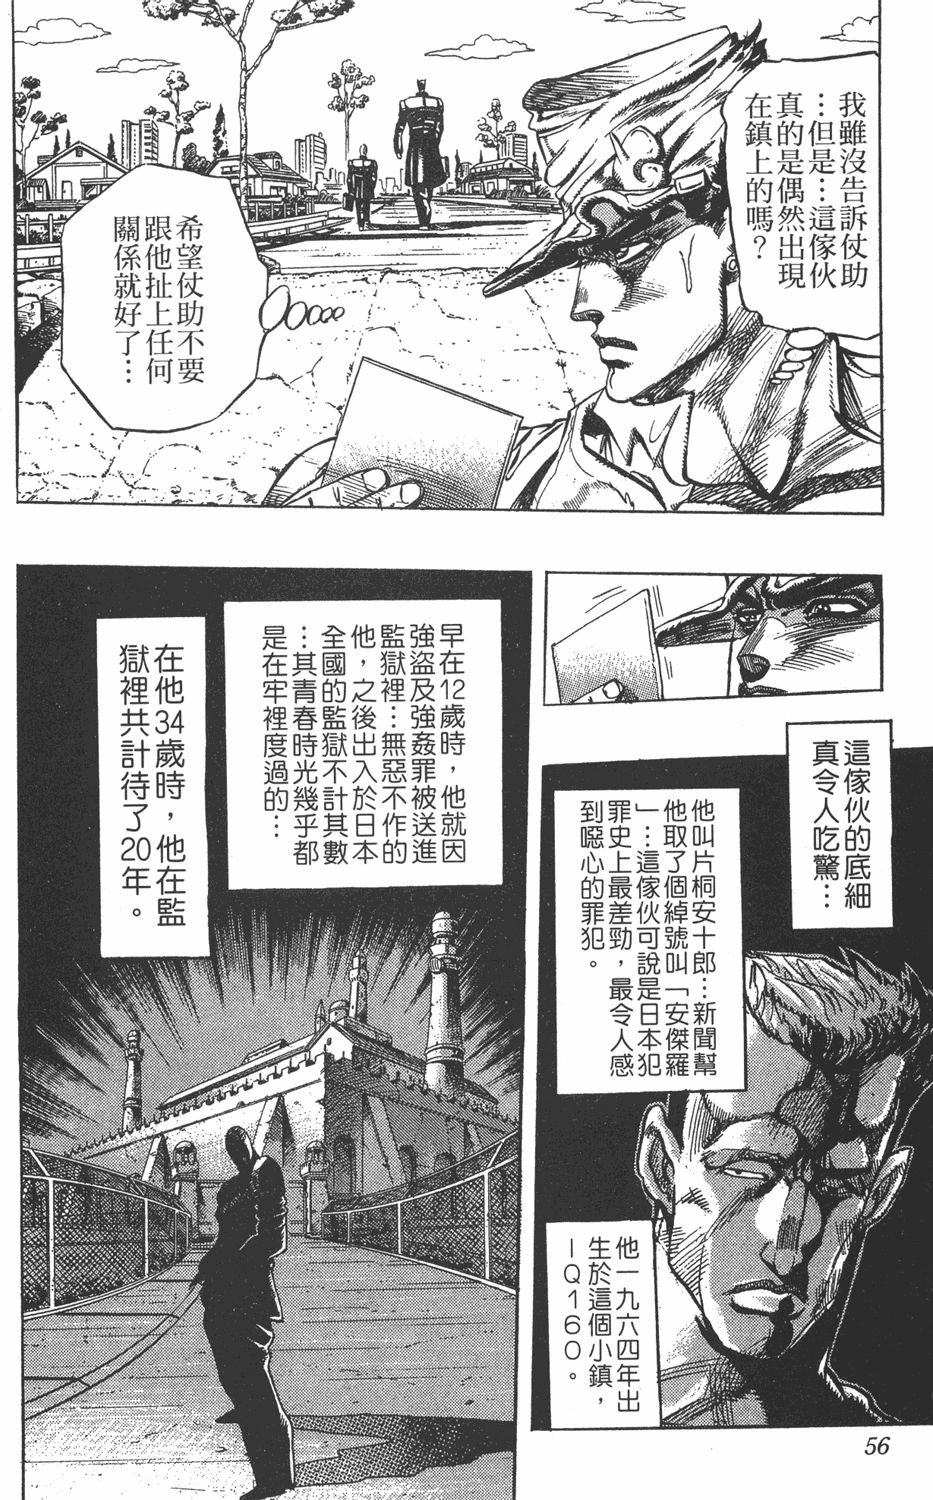 我雖沒告訴仗助
…但是…這傢伙
真的是偶然出現
在鎮上的嗎？
希望仗助不要
跟他扯上任何
關係就好了…
這傢伙的底細
真令人吃驚…
他叫片桐安十郎…新聞幫
他取了個綽號叫「安傑羅
」…這傢伙可說是日本犯
罪史上最差勁，最令人感
到噁心的罪犯。
他一九六四年出
生於這個小鎮，
IQ160。
早在12歲時，他就因
強盜及強姦罪被送進
監獄裡…無惡不作的
他，之後出入於日本
全國的監獄不計其數
…其青春時光幾乎都
是在牢裡度過的…
在他34歲時，他在監
獄裡共計待了20年。
56